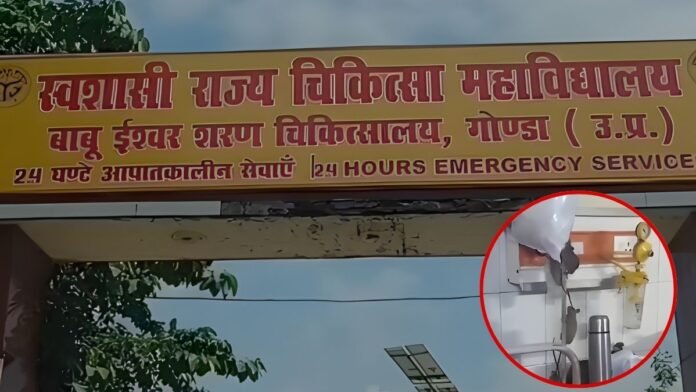 स्वशासी राज्य चिकित्सा महाविद्यालय
बाबू ईश्वर शरण चिकित्सालय, गोण्डा ( उ.प्र.)
24 घण्टे आपातकालीन सेवाएँ 24 HOURS EMERGENCY SERVICE